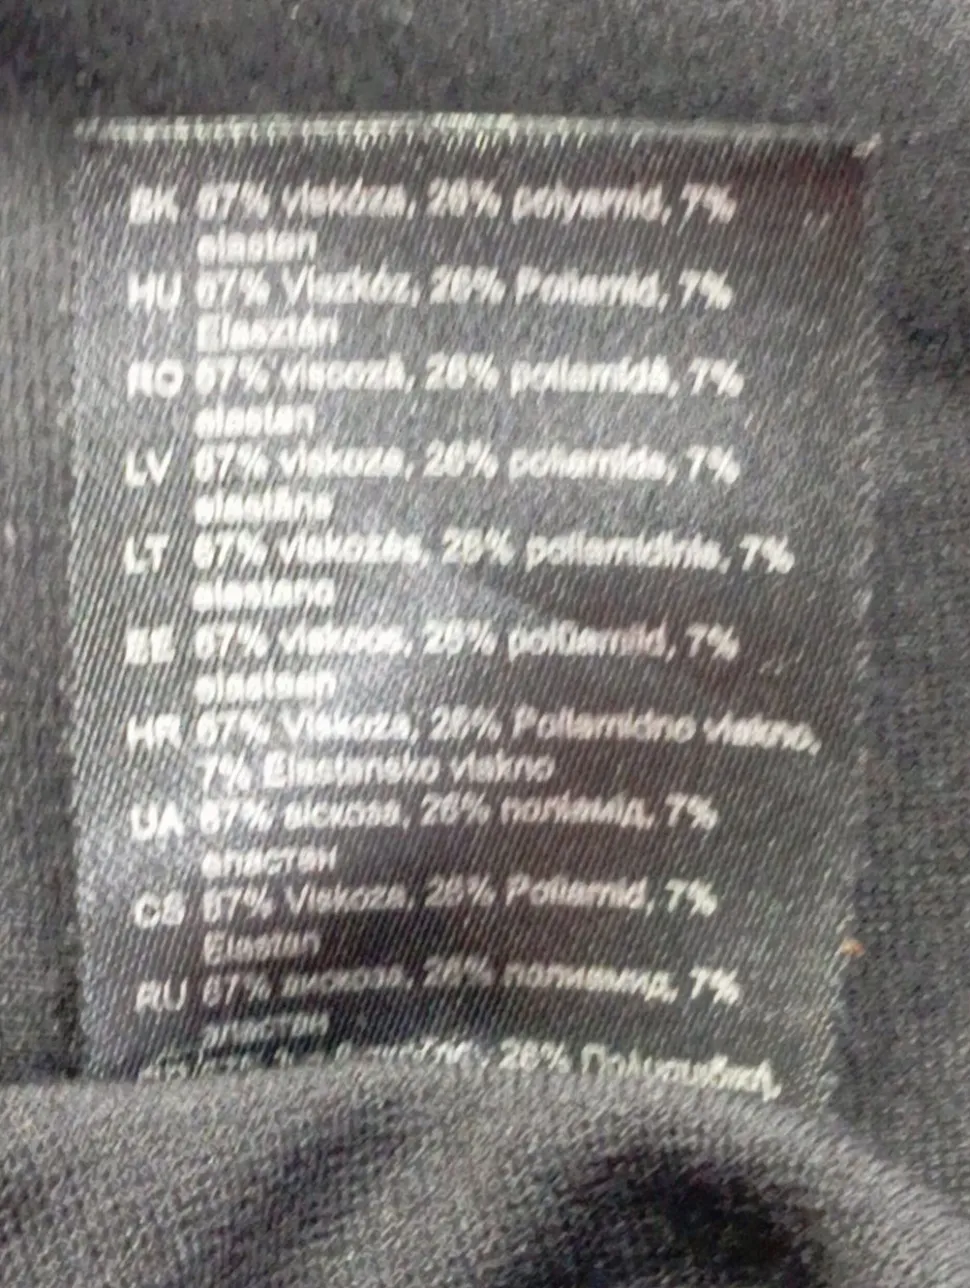 SK 67% viskóza, 26% polyamid, 7%
elastan
HU 67% Viszkóz, 26% Poliamid, 7%
Elasztán
RO 67% viscoză, 26% poliamidă, 7%
elastan
LV 67% viskoze, 26% poliamīds, 7%
elastāns
LT 67% viskozės, 26% poliamidinis, 7%
elastano
EE 67% viskoos, 26% polüamiid, 7%
elastaan
HR 67% Viskoza, 26% Poliamidno vlakno,
7% Elastansko vlakno
UA 67% віскоза, 26% поліамід, 7%
еластан
CS 67% Viskoza, 26% Poliamid, 7%
Elastan
RU 67% вискоза, 26% полиамид, 7%
эластан
26% Πολυαμιδική,